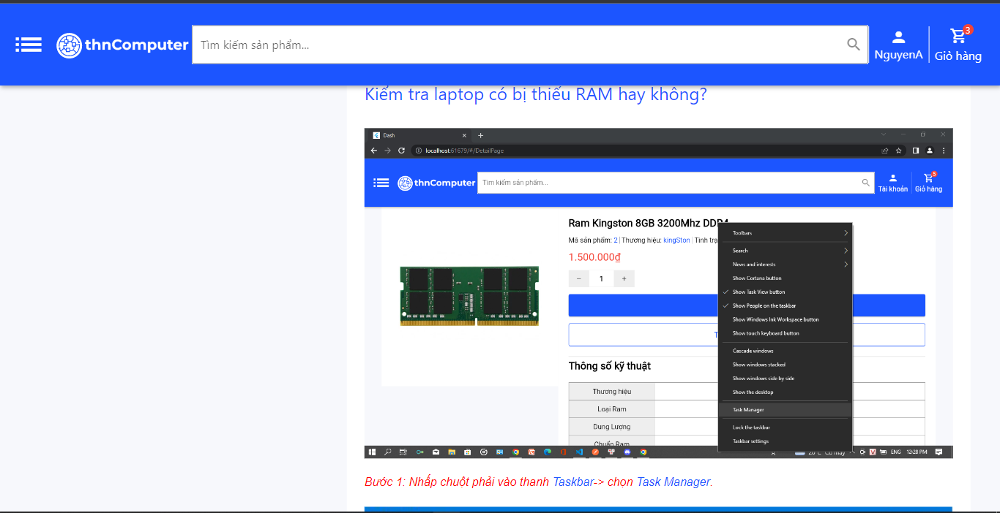 thnComputer
Tìm kiếm sản phẩm...
NguyenA
3
Giỏ hàng
Kiểm tra laptop có bị thiếu RAM hay không?
Dash
localhost:61679/#/DetailPage
thnComputer
Tìm kiếm sản phẩm...
Tài khoản
5
Giỏ hàng
Ram Kingston 8GB 3200Mhz DDR4
Mã sản phẩm: 2 | Thương hiệu: kingSton | Tình trạ
1.500.000₫
− 1 +
T
Thông số kỹ thuật
Thương hiệu
Loại Ram
Dung Lượng
Chuẩn Ram
Toolbars
Search
News and interests
Show Cortana button
Show Task View button
Show People on the taskbar
Show Windows Ink Workspace button
Show touch keyboard button
Cascade windows
Show windows stacked
Show windows side by side
Show the desktop
Task Manager
Lock the taskbar
Taskbar settings
20°C Có mây
ENG
12:28 PM
Bước 1: Nhấp chuột phải vào thanh Taskbar-> chọn Task Manager.